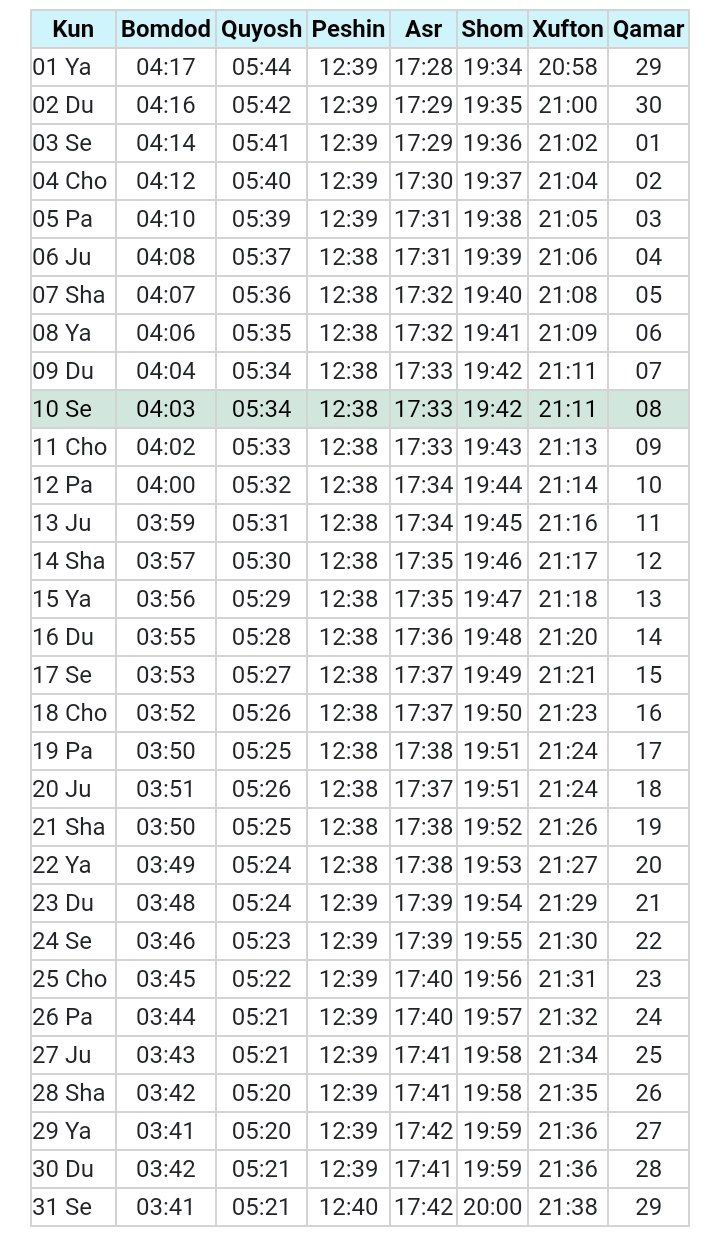 Kun Bomdod Quyosh Peshin Asr Shom Xufton Qamar
01 Ya 04:17 05:44 12:39 17:28 19:34 20:58 29
02 Du 04:16 05:42 12:39 17:29 19:35 21:00 30
03 Se 04:14 05:41 12:39 17:29 19:36 21:02 01
04 Cho 04:12 05:40 12:39 17:30 19:37 21:04 02
05 Pa 04:10 05:39 12:39 17:31 19:38 21:05 03
06 Ju 04:08 05:37 12:38 17:31 19:39 21:06 04
07 Sha 04:07 05:36 12:38 17:32 19:40 21:08 05
08 Ya 04:06 05:35 12:38 17:32 19:41 21:09 06
09 Du 04:04 05:34 12:38 17:33 19:42 21:11 07
10 Se 04:03 05:34 12:38 17:33 19:42 21:11 08
11 Cho 04:02 05:33 12:38 17:33 19:43 21:13 09
12 Pa 04:00 05:32 12:38 17:34 19:44 21:14 10
13 Ju 03:59 05:31 12:38 17:34 19:45 21:16 11
14 Sha 03:57 05:30 12:38 17:35 19:46 21:17 12
15 Ya 03:56 05:29 12:38 17:35 19:47 21:18 13
16 Du 03:55 05:28 12:38 17:36 19:48 21:20 14
17 Se 03:53 05:27 12:38 17:37 19:49 21:21 15
18 Cho 03:52 05:26 12:38 17:37 19:50 21:23 16
19 Pa 03:50 05:25 12:38 17:38 19:51 21:24 17
20 Ju 03:51 05:26 12:38 17:37 19:51 21:24 18
21 Sha 03:50 05:25 12:38 17:38 19:52 21:26 19
22 Ya 03:49 05:24 12:38 17:38 19:53 21:27 20
23 Du 03:48 05:24 12:39 17:39 19:54 21:29 21
24 Se 03:46 05:23 12:39 17:39 19:55 21:30 22
25 Cho 03:45 05:22 12:39 17:40 19:56 21:31 23
26 Pa 03:44 05:21 12:39 17:40 19:57 21:32 24
27 Ju 03:43 05:21 12:39 17:41 19:58 21:34 25
28 Sha 03:42 05:20 12:39 17:41 19:58 21:35 26
29 Ya 03:41 05:20 12:39 17:42 19:59 21:36 27
30 Du 03:42 05:21 12:39 17:41 19:59 21:36 28
31 Se 03:41 05:21 12:40 17:42 20:00 21:38 29